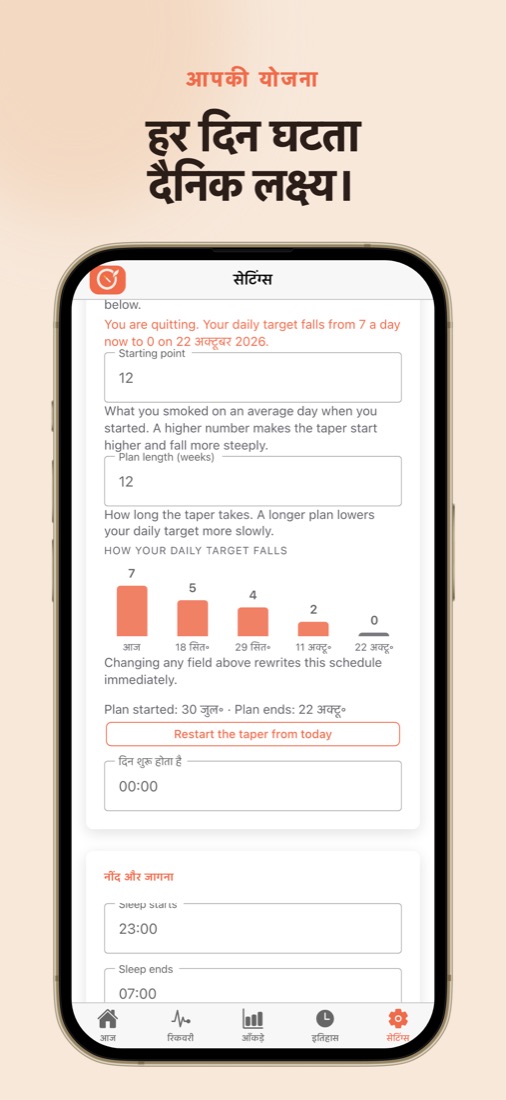 आपकी योजना
हर दिन घटता
दैनिक लक्ष्य।
सेटिंग्स
below.
You are quitting. Your daily target falls from 7 a day
now to 0 on 22 अक्टूबर 2026.
Starting point
12
What you smoked on an average day when you
started. A higher number makes the taper start
higher and fall more steeply.
Plan length (weeks)
12
How long the taper takes. A longer plan lowers
your daily target more slowly.
HOW YOUR DAILY TARGET FALLS
7 5 4 2 0
आज 18 सित॰ 29 सित॰ 11 अक्टू॰ 22 अक्टू॰
Changing any field above rewrites this schedule
immediately.
Plan started: 30 जुल॰ · Plan ends: 22 अक्टू॰
Restart the taper from today
दिन शुरू होता है
00:00
नींद और जागना
Sleep starts
23:00
Sleep ends
07:00
आज रिकवरी आँकड़े इतिहास सेटिंग्स